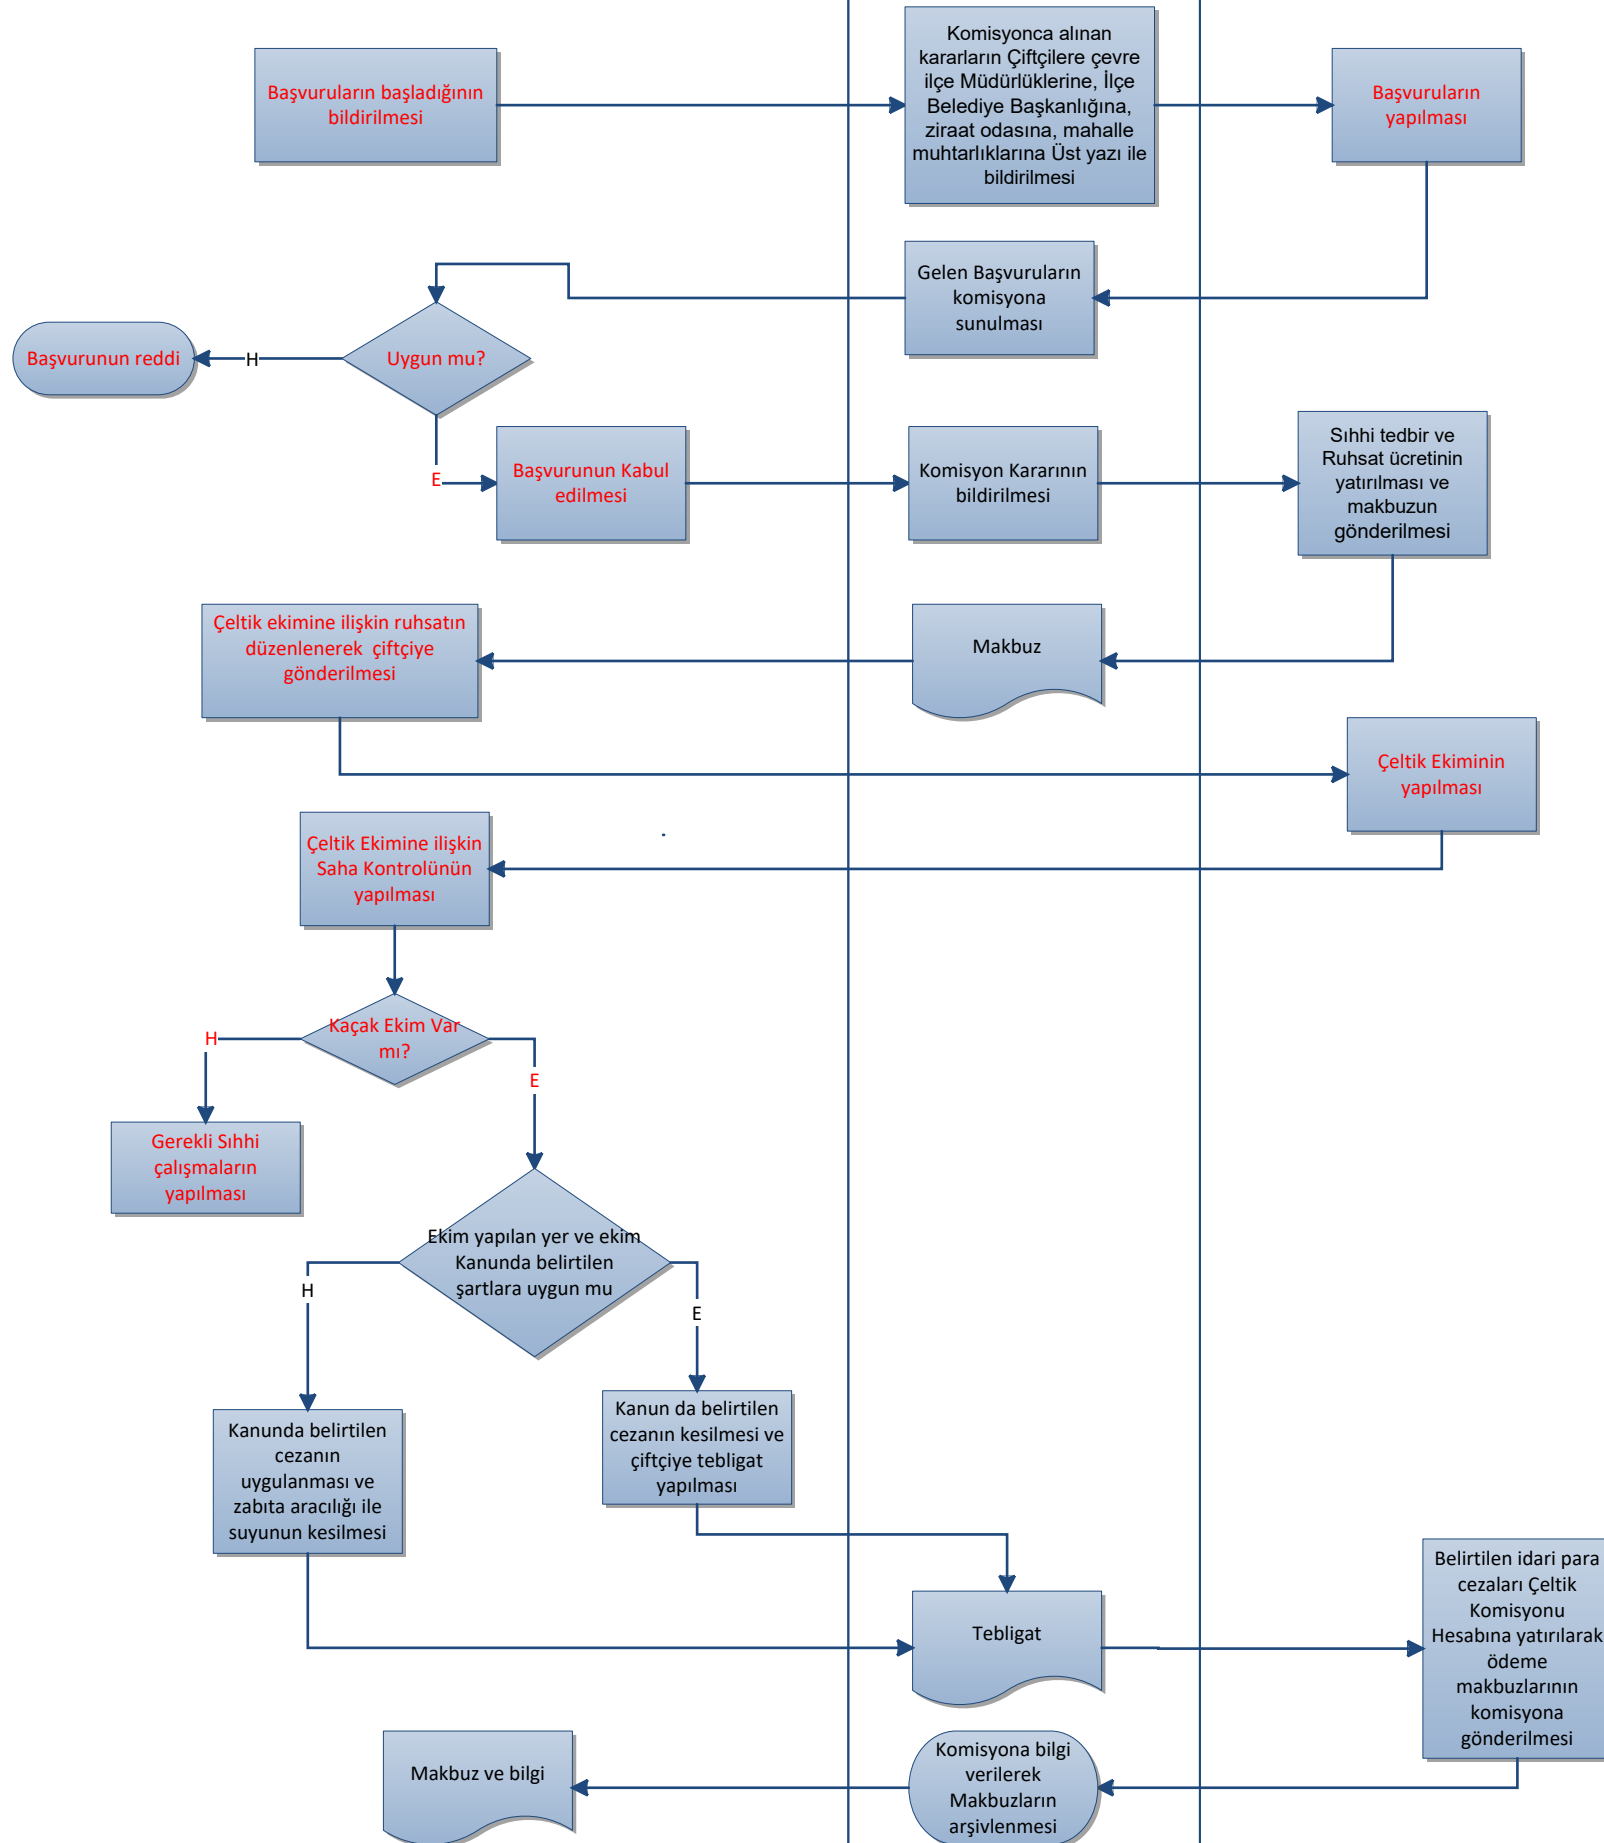 Başvuruların başladığının
bildirilmesi
Komisyonca alınan
kararların Çiftçilere çevre
ilçe Müdürlüklerine, İlçe
Belediye Başkanlığına,
ziraat odasına, mahalle
muhtarlıklarına Üst yazı ile
bildirilmesi
Başvuruların
yapılması
Gelen Başvuruların
komisyona
sunulması
Uygun mu?
H
Başvurunun reddi
E
Başvurunun Kabul
edilmesi
Komisyon Kararının
bildirilmesi
Sıhhi tedbir ve
Ruhsat ücretinin
yatırılması ve
makbuzun
gönderilmesi
Makbuz
Çeltik ekimine ilişkin ruhsatın
düzenlenerek  çiftçiye
gönderilmesi
Çeltik Ekiminin
yapılması
Çeltik Ekimine ilişkin
Saha Kontrolünün
yapılması
Kaçak Ekim Var
mı?
H
E
Gerekli Sıhhi
çalışmaların
yapılması
Ekim yapılan yer ve ekim
Kanunda belirtilen
şartlara uygun mu
H
E
Kanunda belirtilen
cezanın
uygulanması ve
zabıta aracılığı ile
suyunun kesilmesi
Kanun da belirtilen
cezanın kesilmesi ve
çiftçiye tebligat
yapılması
Tebligat
Belirtilen idari para
cezaları Çeltik
Komisyonu
Hesabına yatırılarak
ödeme
makbuzlarının
komisyona
gönderilmesi
Komisyona bilgi
verilerek
Makbuzların
arşivlenmesi
Makbuz ve bilgi